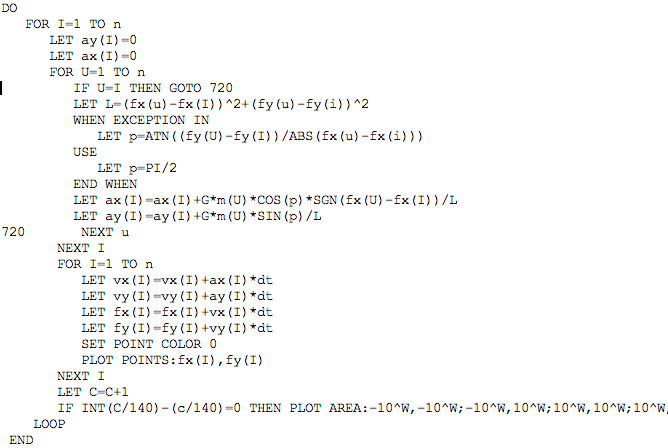 DO
FOR I=1 TO n
LET ay(I)=0
LET ax(I)=0
FOR U=1 TO n
IF U=I THEN GOTO 720
LET L=(fx(u)-fx(I))^2+(fy(u)-fy(i))^2
WHEN EXCEPTION IN
LET p=ATN((fy(U)-fy(I))/ABS(fx(u)-fx(i)))
USE
LET p=PI/2
END WHEN
LET ax(I)=ax(I)+G*m(U)*COS(p)*SGN(fx(U)-fx(I))/L
LET ay(I)=ay(I)+G*m(U)*SIN(p)/L
720 NEXT u
NEXT I
FOR I=1 TO n
LET vx(I)=vx(I)+ax(I)*dt
LET vy(I)=vy(I)+ay(I)*dt
LET fx(I)=fx(I)+vx(I)*dt
LET fy(I)=fy(I)+vy(I)*dt
SET POINT COLOR 0
PLOT POINTS:fx(I),fy(I)
NEXT I
LET C=C+1
IF INT(C/140)-(c/140)=0 THEN PLOT AREA:-10^W,-10^W;-10^W,10^W;10^W,10^W;10^W,
LOOP
END